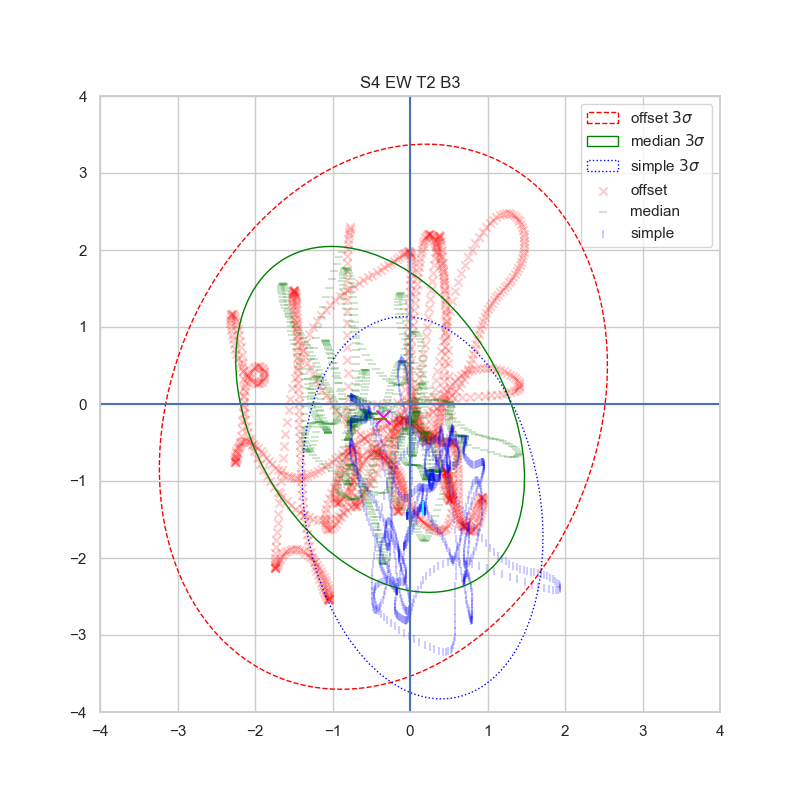 S4 EW T2 B3
offset 3σ
median 3σ
simple 3σ
offset
median
simple
4
3
2
1
0
−1
−2
−3
−4
−4 −3 −2 −1 0 1 2 3 4